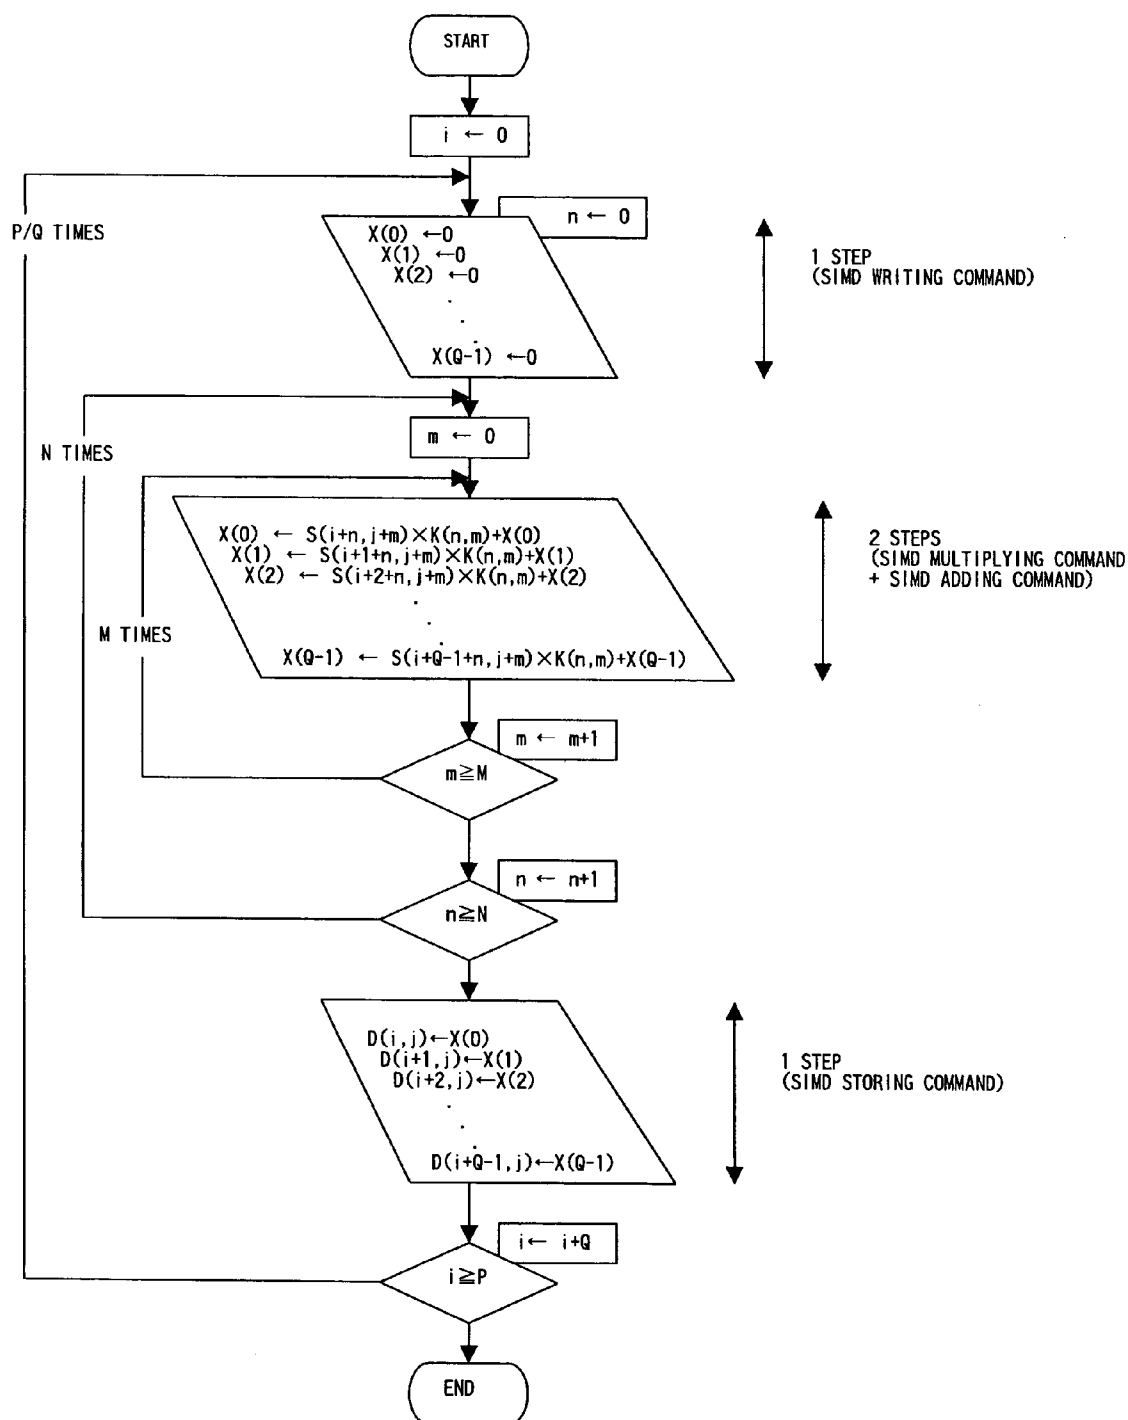 START
i ← 0
P/Q TIMES
n ← 0
X(0) ←0
X(1) ←0
X(2) ←0
X(Q-1) ←0
1 STEP
(SIMD WRITING COMMAND)
N TIMES
m ← 0
M TIMES
X(0) ← S(i+n,j+m)×K(n,m)+X(0)
X(1) ← S(i+1+n,j+m)×K(n,m)+X(1)
X(2) ← S(i+2+n,j+m)×K(n,m)+X(2)
X(Q-1) ← S(i+Q-1+n,j+m)×K(n,m)+X(Q-1)
2 STEPS
(SIMD MULTIPLYING COMMAND
+ SIMD ADDING COMMAND)
m ← m+1
m≧M
n ← n+1
n≧N
D(i,j)←X(0)
D(i+1,j)←X(1)
D(i+2,j)←X(2)
D(i+Q-1,j)←X(Q-1)
1 STEP
(SIMD STORING COMMAND)
i← i+Q
i≧P
END